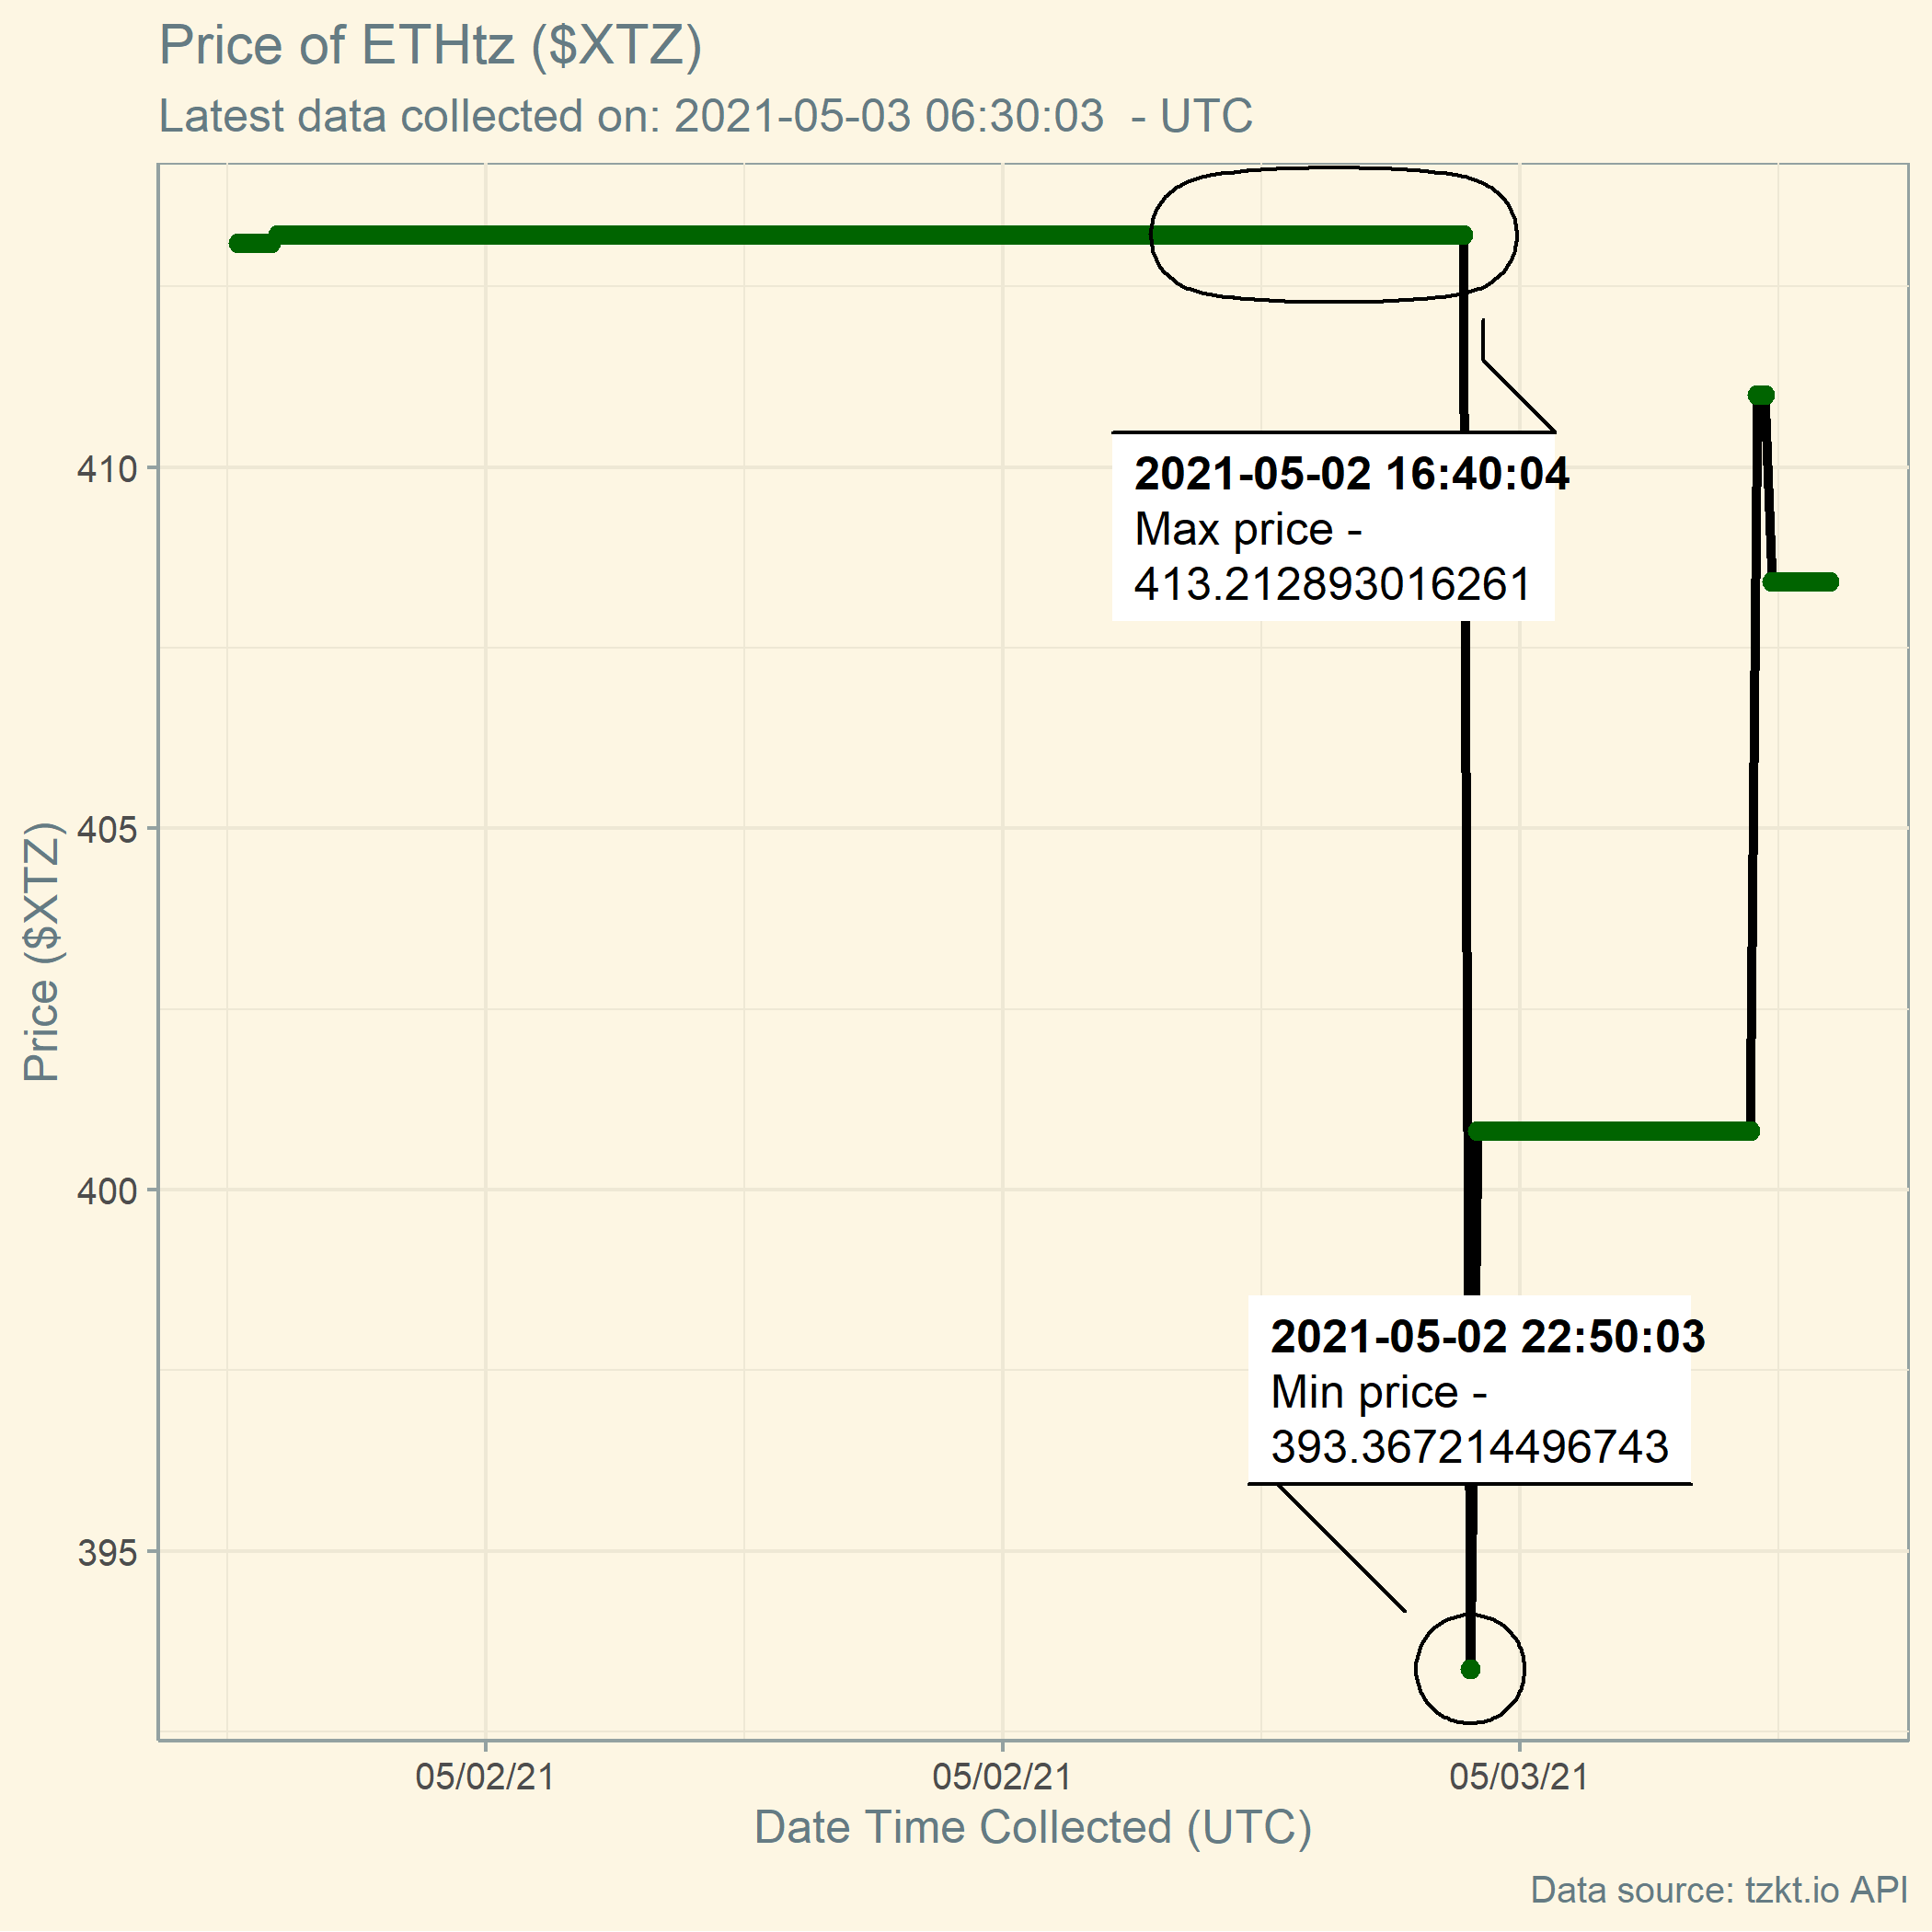 Price of ETHtz ($XTZ)
Latest data collected on: 2021-05-03 06:30:03  - UTC
410
405
400
395
Price ($XTZ)
2021-05-02 16:40:04
Max price -
413.212893016261
2021-05-02 22:50:03
Min price -
393.367214496743
05/02/21
05/02/21
05/03/21
Date Time Collected (UTC)
Data source: tzkt.io API